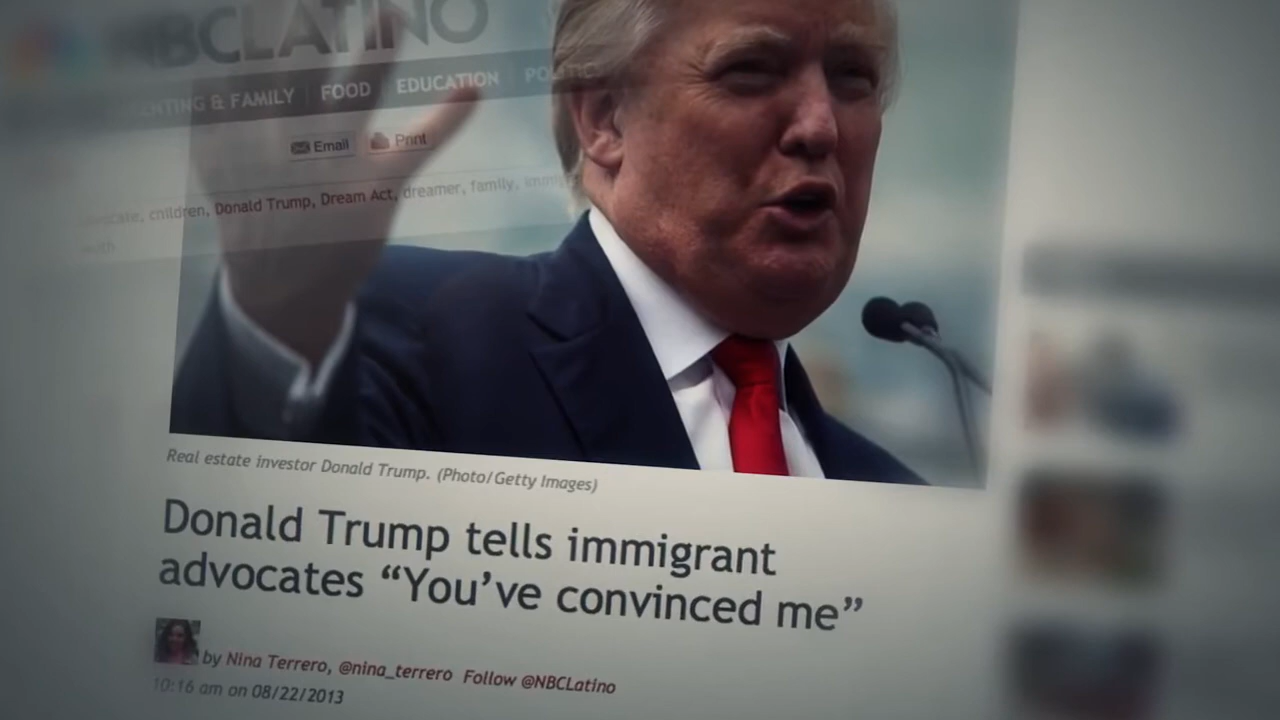 NBCLATINO
& FAMILY FOOD EDUCATION
Email Print
children, Donald Trump, Dream Act, dreamer, family,
Real estate investor Donald Trump. (Photo/Getty Images)
Donald Trump tells immigrant
advocates “You’ve convinced me”
by Nina Terrero, @nina_terrero Follow @NBCLatino
10:16 am on 08/22/2013